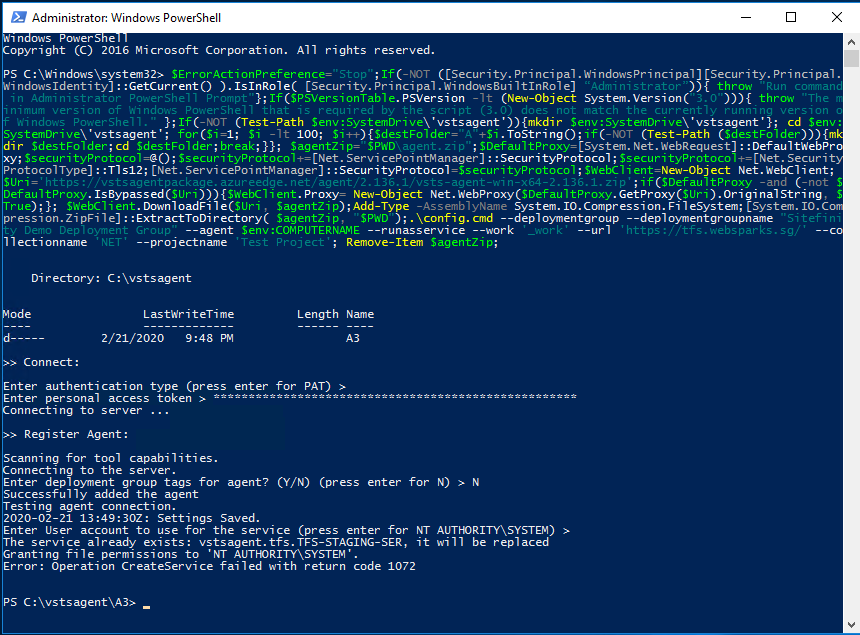 Administrator: Windows PowerShell
Windows PowerShell
Copyright (C) 2016 Microsoft Corporation. All rights reserved.
PS C:\Windows\system32> $ErrorActionPreference="Stop";If(-NOT ([Security.Principal.WindowsPrincipal][Security.Principal.
WindowsIdentity]::GetCurrent() ).IsInRole( [Security.Principal.WindowsBuiltInRole] "Administrator")){ throw "Run command
 in Administrator PowerShell Prompt"};If($PSVersionTable.PSVersion -lt (New-Object System.Version("3.0"))){ throw "The m
inimum version of Windows PowerShell that is required by the script (3.0) does not match the currently running version o
f Windows PowerShell." };If(-NOT (Test-Path $env:SystemDrive\'vstsagent')){mkdir $env:SystemDrive\'vstsagent'}; cd $env:
SystemDrive\'vstsagent'; for($i=1; $i -lt 100; $i++){$destFolder="A"+$i.ToString();if(-NOT (Test-Path ($destFolder))){mk
dir $destFolder;cd $destFolder;break;}}; $agentZip="$PWD\agent.zip";$DefaultProxy=[System.Net.WebRequest]::DefaultWebPro
xy;$securityProtocol=@();$securityProtocol+=[Net.ServicePointManager]::SecurityProtocol;$securityProtocol+=[Net.Security
ProtocolType]::Tls12;[Net.ServicePointManager]::SecurityProtocol=$securityProtocol;$WebClient=New-Object Net.WebClient;
$Uri='https://vstsagentpackage.azureedge.net/agent/2.136.1/vsts-agent-win-x64-2.136.1.zip';if($DefaultProxy -and (-not $
DefaultProxy.IsBypassed($Uri))){$WebClient.Proxy= New-Object Net.WebProxy($DefaultProxy.GetProxy($Uri).OriginalString, $
True);}; $WebClient.DownloadFile($Uri, $agentZip);Add-Type -AssemblyName System.IO.Compression.FileSystem;[System.IO.Com
pression.ZipFile]::ExtractToDirectory( $agentZip, "$PWD");.\config.cmd --deploymentgroup --deploymentgroupname "Sitefini
ty Demo Deployment Group" --agent $env:COMPUTERNAME --runasservice --work '_work' --url 'https://tfs.websparks.sg/' --co
llectionname 'NET' --projectname 'Test Project'; Remove-Item $agentZip;
Directory: C:\vstsagent
Mode LastWriteTime Length Name
---- ------------- ------ ----
d----- 2/21/2020 9:48 PM A3
>> Connect:
Enter authentication type (press enter for PAT) >
Enter personal access token > ****************************************************
Connecting to server ...
>> Register Agent:
Scanning for tool capabilities.
Connecting to the server.
Enter deployment group tags for agent? (Y/N) (press enter for N) > N
Successfully added the agent
Testing agent connection.
2020-02-21 13:49:30Z: Settings Saved.
Enter User account to use for the service (press enter for NT AUTHORITY\SYSTEM) >
The service already exists: vstsagent.tfs.TFS-STAGING-SER, it will be replaced
Granting file permissions to 'NT AUTHORITY\SYSTEM'.
Error: Operation CreateService failed with return code 1072
PS C:\vstsagent\A3>